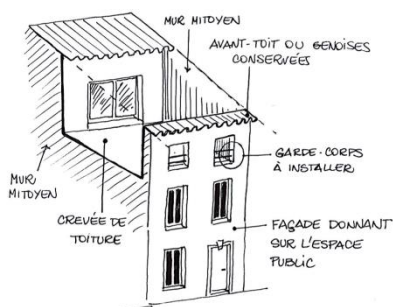 MUR MITOYEN
AVANT-TOIT OU GENOISES
CONSERVÉES
GARDE-CORPS
À INSTALLER
MUR
MITOYEN
CREVÉE DE
TOITURE
FAÇADE DONNANT
SUR L'ESPACE
PUBLIC